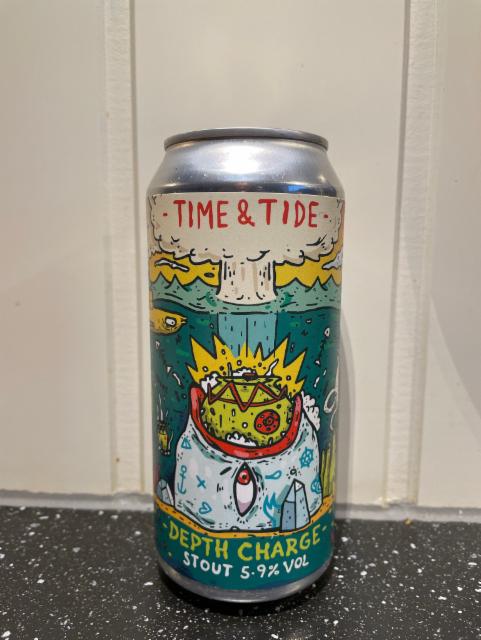 - TIME & TIDE -
- DEPTH CHARGE -
STOUT 5.9% VOL